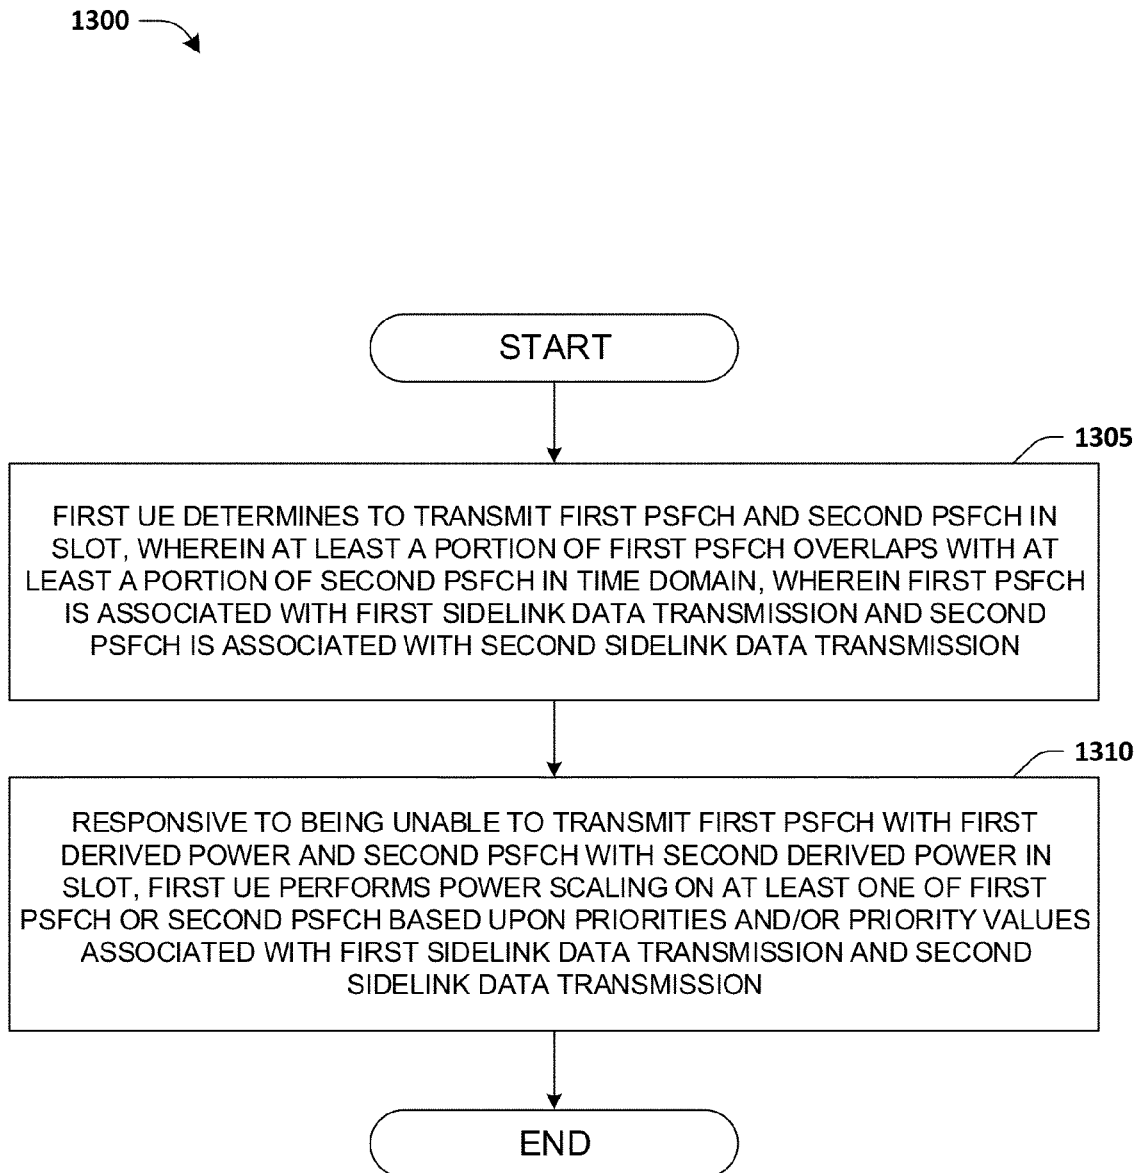 1300
START
1305
FIRST UE DETERMINES TO TRANSMIT FIRST PSFCH AND SECOND PSFCH IN
SLOT, WHEREIN AT LEAST A PORTION OF FIRST PSFCH OVERLAPS WITH AT
LEAST A PORTION OF SECOND PSFCH IN TIME DOMAIN, WHEREIN FIRST PSFCH
IS ASSOCIATED WITH FIRST SIDELINK DATA TRANSMISSION AND SECOND
PSFCH IS ASSOCIATED WITH SECOND SIDELINK DATA TRANSMISSION
1310
RESPONSIVE TO BEING UNABLE TO TRANSMIT FIRST PSFCH WITH FIRST
DERIVED POWER AND SECOND PSFCH WITH SECOND DERIVED POWER IN
SLOT, FIRST UE PERFORMS POWER SCALING ON AT LEAST ONE OF FIRST
PSFCH OR SECOND PSFCH BASED UPON PRIORITIES AND/OR PRIORITY VALUES
ASSOCIATED WITH FIRST SIDELINK DATA TRANSMISSION AND SECOND
SIDELINK DATA TRANSMISSION
END